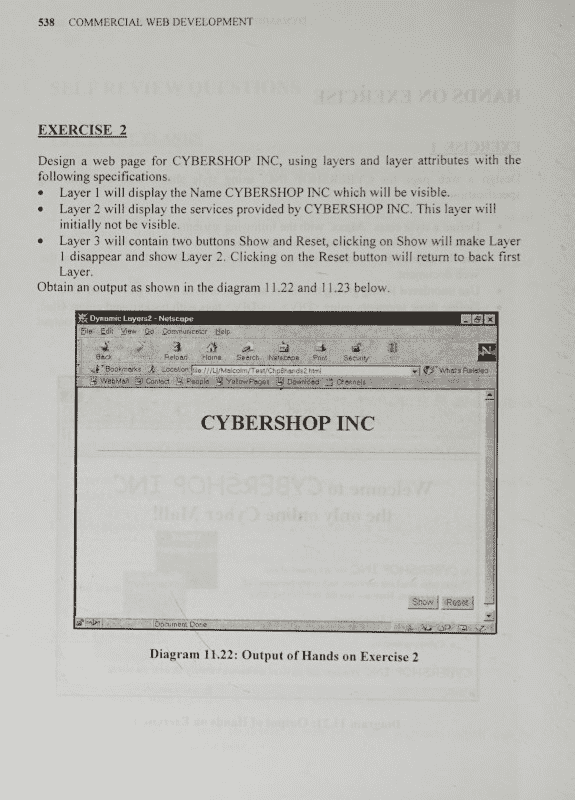 538 COMMERCIAL WEB DEVELOPMENT
EXERCISE 2
Design a web page for CYBERSHOP INC, using layers and layer attributes with the
following specifications.
• Layer 1 will display the Name CYBERSHOP INC which will be visible.
• Layer 2 will display the services provided by CYBERSHOP INC. This layer will
initially not be visible.
• Layer 3 will contain two buttons Show and Reset, clicking on Show will make Layer
1 disappear and show Layer 2. Clicking on the Reset button will return to back first
Layer.
Obtain an output as shown in the diagram 11.22 and 11.23 below.
Dynamic Layers2 - Netscape
File Edit View Go Communicator Help
Back Reload Home Search Netscape Print Security
Bookmarks Location What's Related
WebMail Contact People Yellow Pages Download Channels
CYBERSHOP INC
Show Reset
Document Done
Diagram 11.22: Output of Hands on Exercise 2